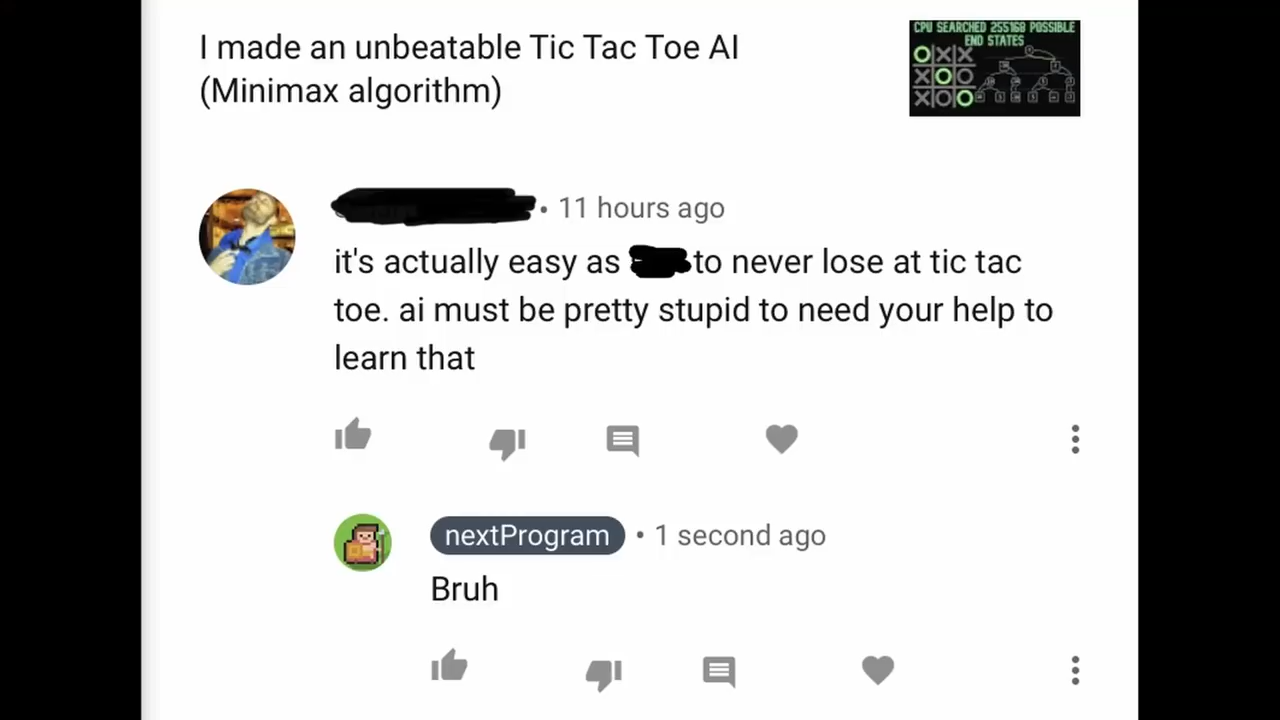 I made an unbeatable Tic Tac Toe AI
(Minimax algorithm)
CPU SEARCHED 255168 POSSIBLE
END STATES
• 11 hours ago
it's actually easy as to never lose at tic tac
toe. ai must be pretty stupid to need your help to
learn that
nextProgram • 1 second ago
Bruh